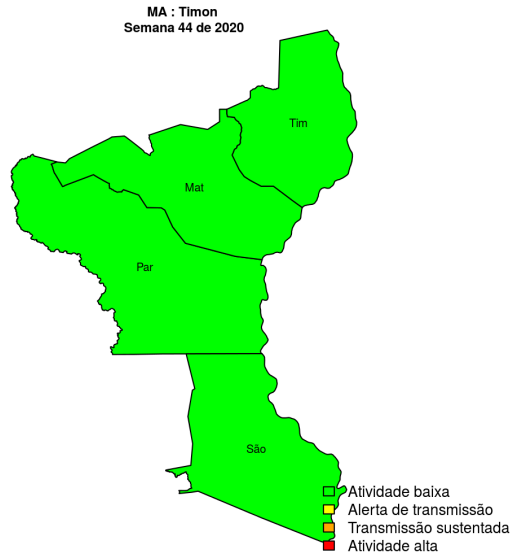 MA : Timon
Semana 44 de 2020
Tim
Mat
Par
São
Atividade baixa
Alerta de transmissão
Transmissão sustentada
Atividade alta